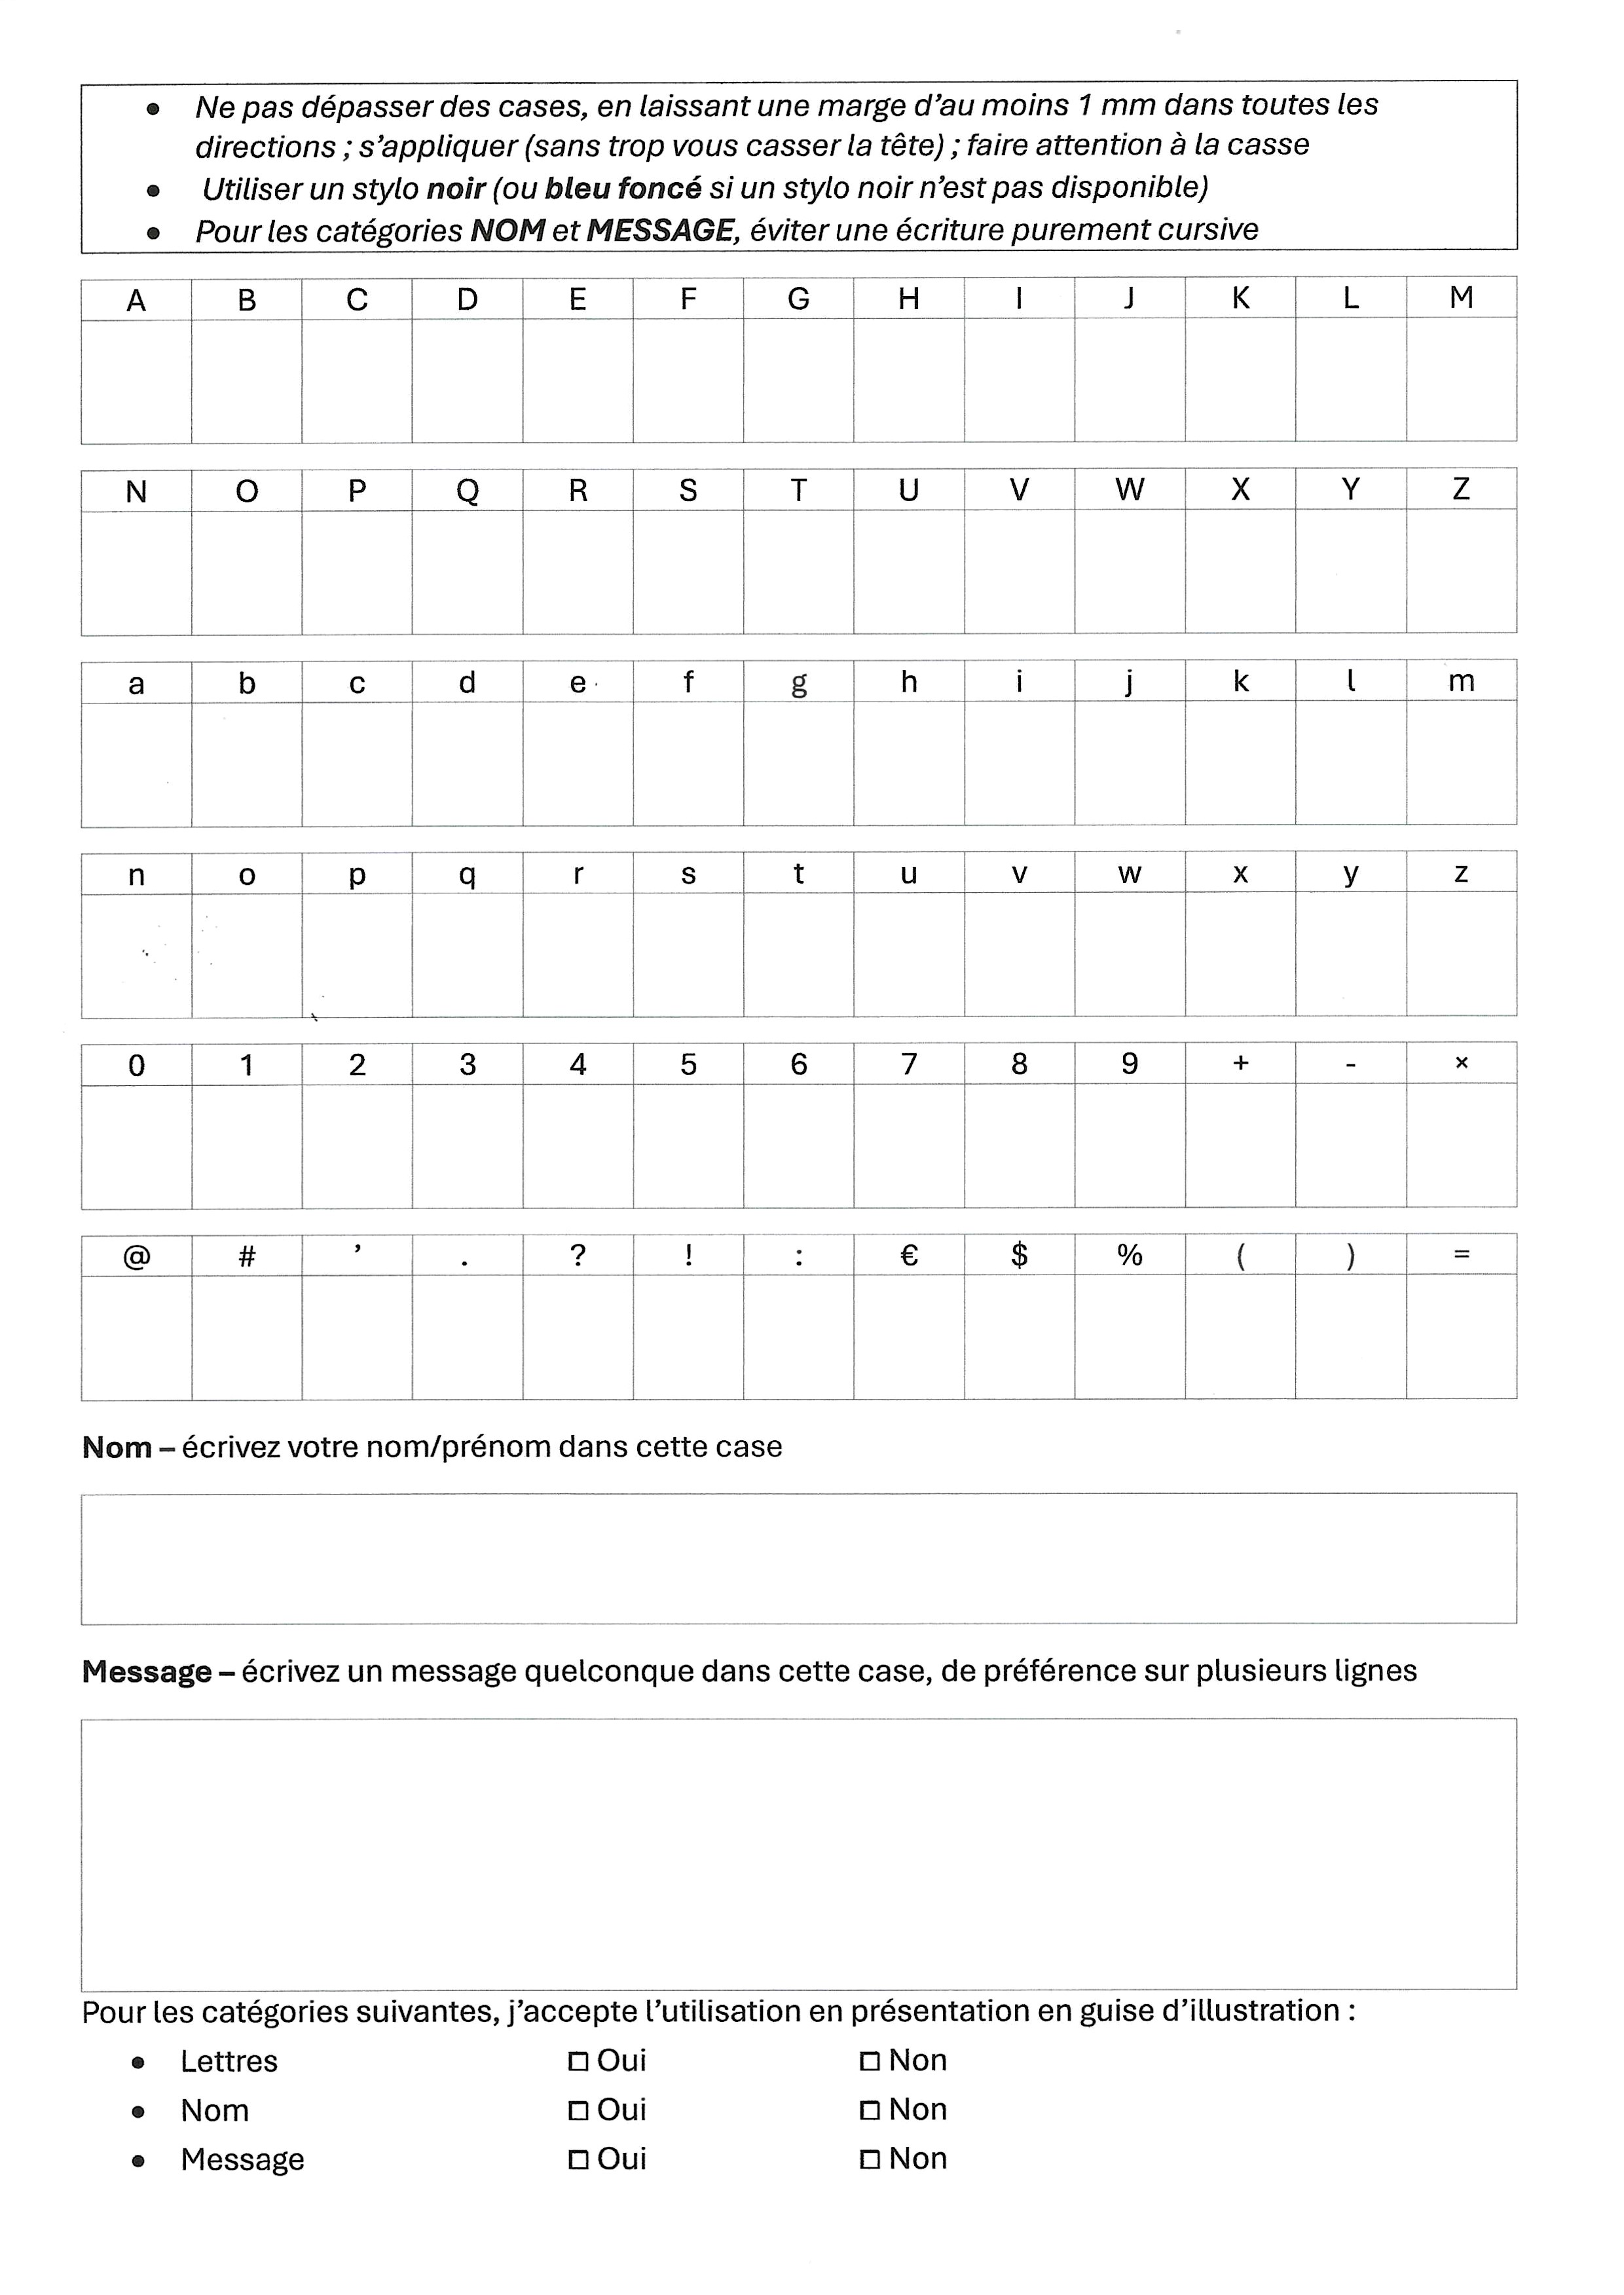 • Ne pas dépasser des cases, en laissant une marge d’au moins 1 mm dans toutes les
directions ; s’appliquer (sans trop vous casser la tête) ; faire attention à la casse
• Utiliser un stylo noir (ou bleu foncé si un stylo noir n’est pas disponible)
• Pour les catégories NOM et MESSAGE, éviter une écriture purement cursive
A B C D E F G H I J K L M
N O P Q R S T U V W X Y Z
a b c d e f g h i j k l m
n o p q r s t u v w x y z
0 1 2 3 4 5 6 7 8 9 + - ×
@ # ’ . ? ! : € $ % ( ) =
Nom – écrivez votre nom/prénom dans cette case
Message – écrivez un message quelconque dans cette case, de préférence sur plusieurs lignes
Pour les catégories suivantes, j’accepte l’utilisation en présentation en guise d’illustration :
• Lettres ☐ Oui ☐ Non
• Nom ☐ Oui ☐ Non
• Message ☐ Oui ☐ Non